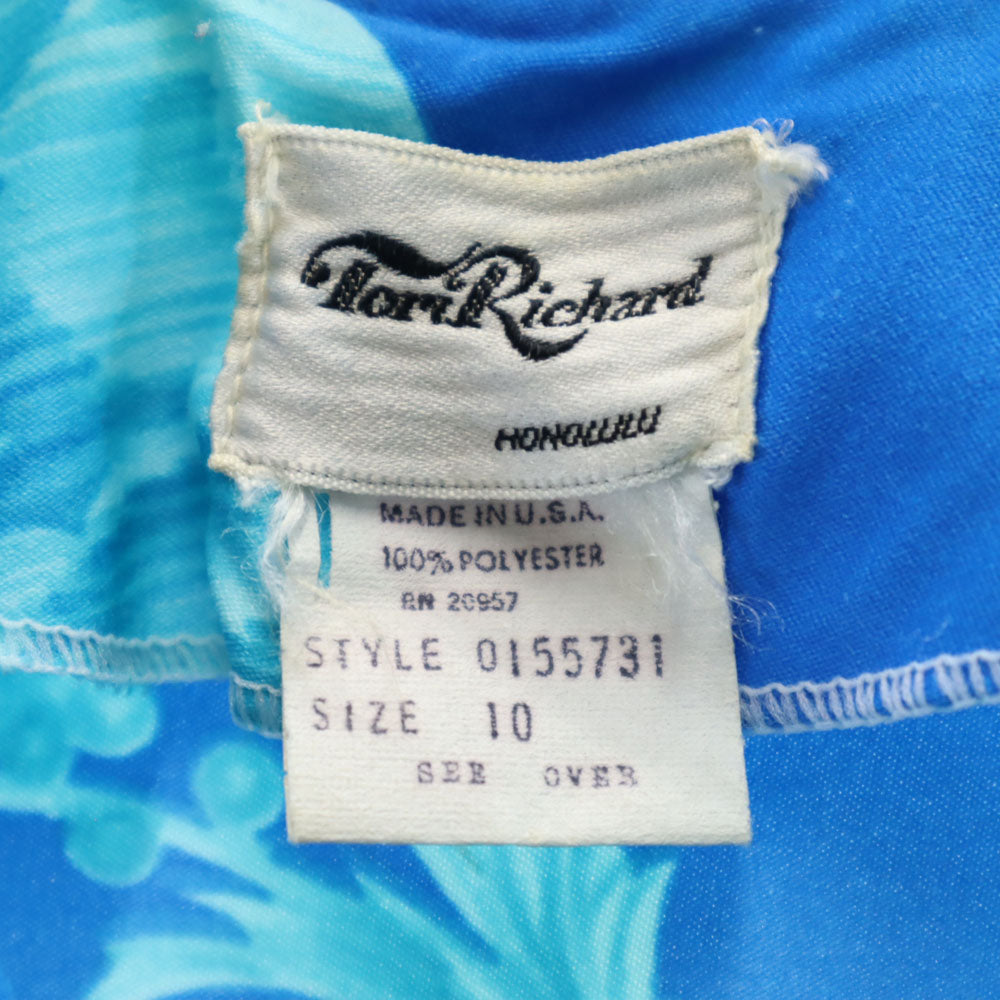 Tori Richard
HONOLULU
MADE IN U.S.A.
100% POLYESTER
RN 20957
STYLE 0155731
SIZE 10
SEE OVER